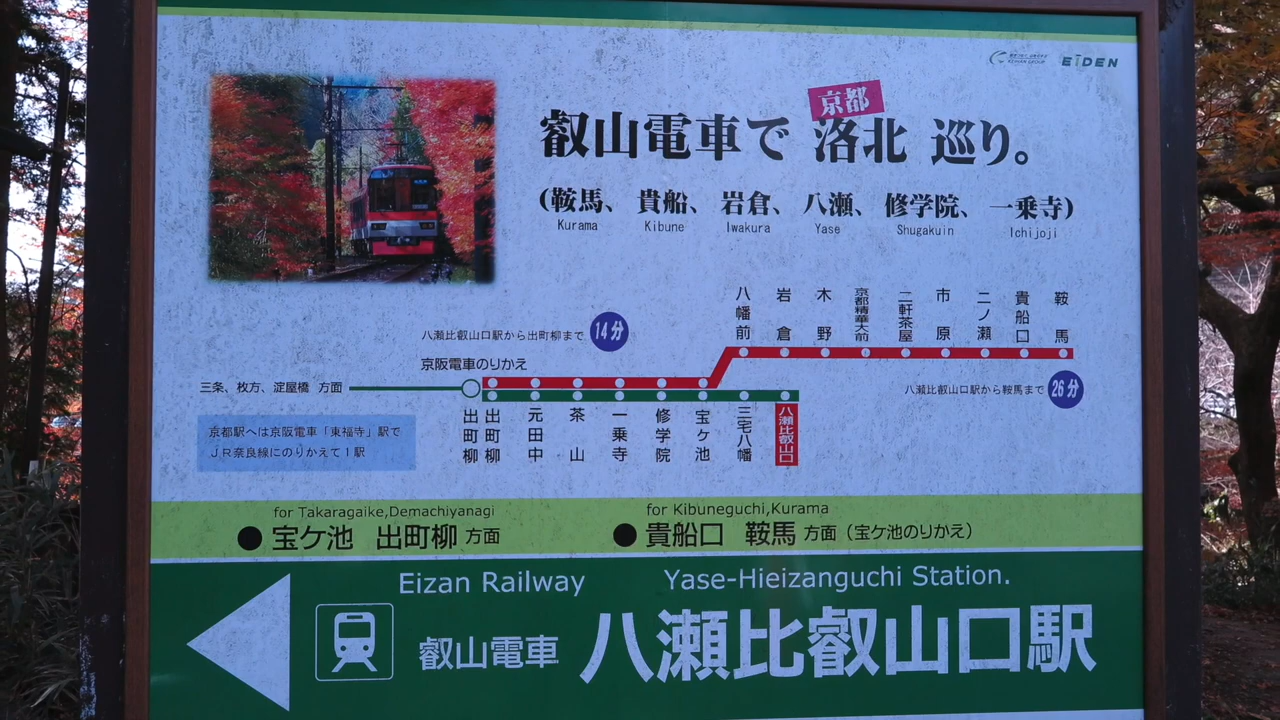 EIDEN
京都
叡山電車で 洛北 巡り。
(鞍馬、貴船、岩倉、八瀬、修学院、一乗寺)
Kurama Kibune Iwakura Yase Shugakuin Ichijoji
八幡前 岩倉 木野 京都精華大前 二軒茶屋 市原 二ノ瀬 貴船口 鞍馬
八瀬比叡山口駅から出町柳まで 14分
京阪電車のりかえ
三条、枚方、淀屋橋 方面
八瀬比叡山口駅から鞍馬まで 26分
出町柳 出町柳 元田中 茶山 一乗寺 修学院 宝ケ池 三宅八幡 八瀬比叡山口
京都駅へは京阪電車「東福寺」駅で
JR奈良線にのりかえて1駅
for Takaragaike,Demachiyanagi
●宝ケ池 出町柳 方面
for Kibuneguchi,Kurama
●貴船口 鞍馬 方面(宝ケ池のりかえ)
Eizan Railway Yase-Hieizanguchi Station.
叡山電車 八瀬比叡山口駅